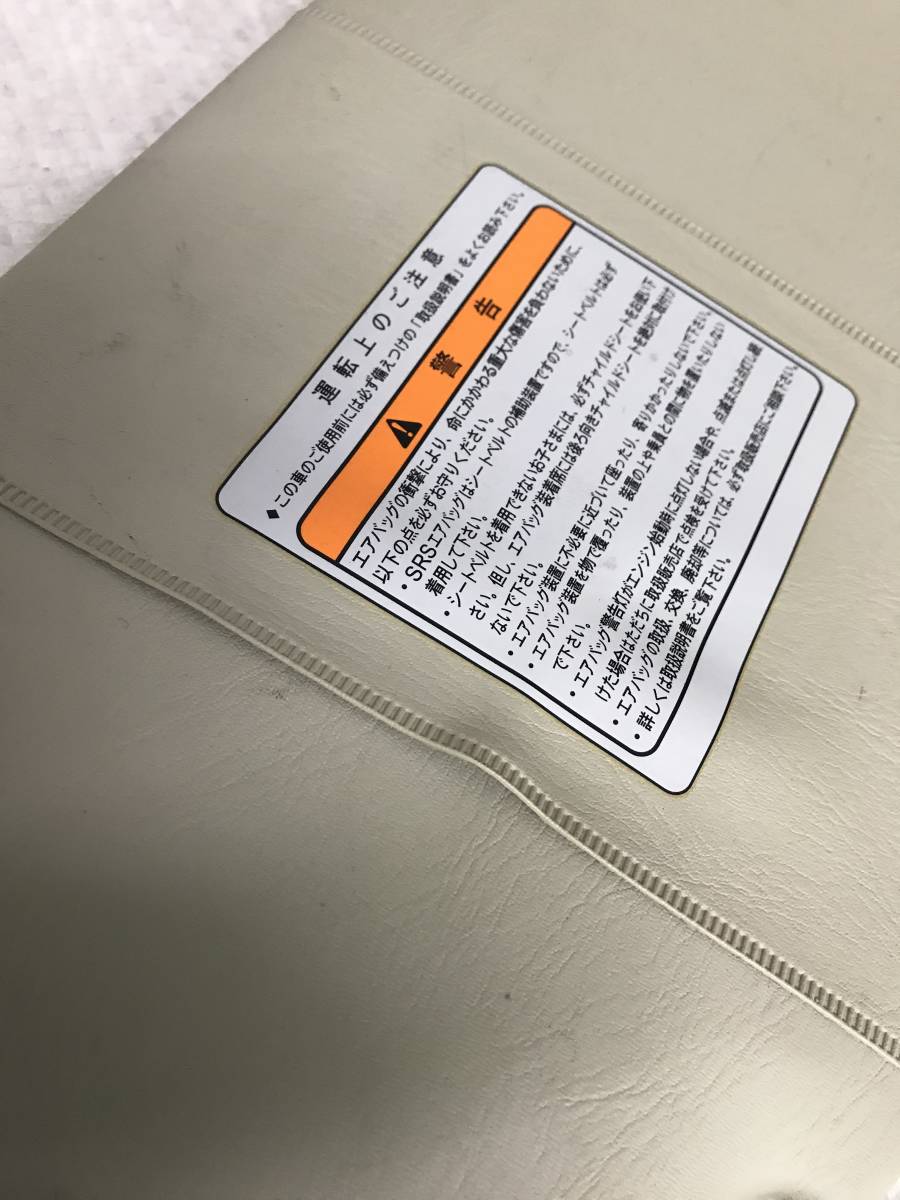 運転上のご注意
◆この車のご使用前には必ず備えつけの「取扱説明書」をよくお読み下さい。
警告
エアバッグの衝撃により、命にかかわる重大な傷害を負わないために、
以下の点を必ずお守りください。
・SRSエアバッグはシートベルトの補助装置ですので、シートベルトは必ず
着用して下さい。
・シートベルトを着用できないお子さまには、必ずチャイルドシートをお使い下
さい。但し、エアバッグ装着席には後ろ向きチャイルドシートを絶対に取付け
ないで下さい。
・エアバッグ装置に不必要に近づいて座ったり、寄りかかったりしないで下さい。
・エアバッグ装置を物で覆ったり、装置の上や乗員との間に物を置いたりしない
で下さい。
・エアバッグ警告灯がエンジン始動時に点灯しない場合や、点滅または点灯し続
けた場合はただちに取扱販売店で点検を受けて下さい。
・エアバッグの取扱、交換、廃却等については、必ず取扱販売店にご相談下さい。
・詳しくは取扱説明書をご覧下さい。